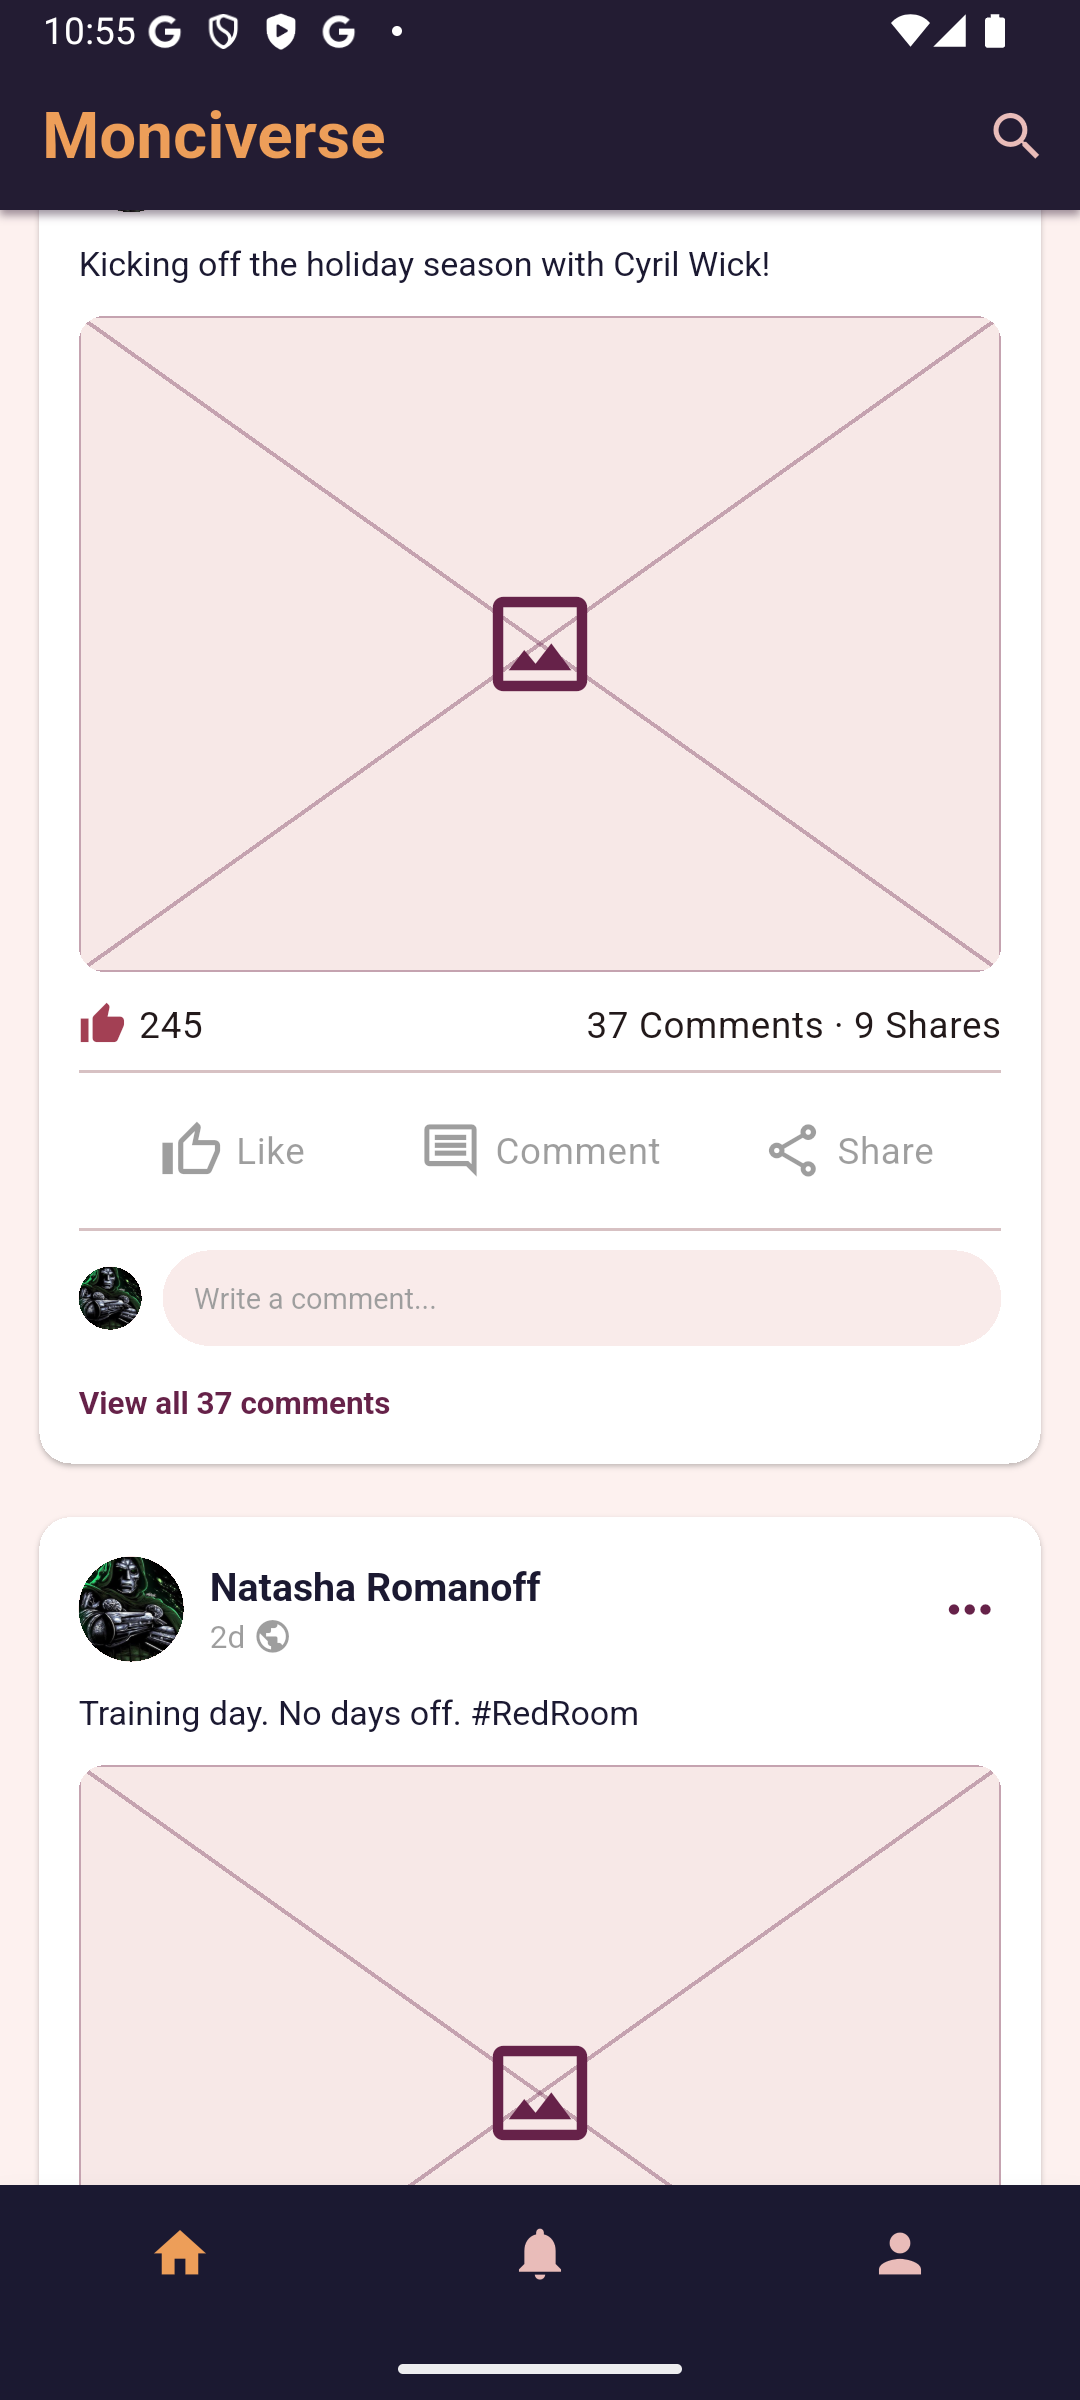 10:55
Monciverse
Kicking off the holiday season with Cyril Wick!
245
37 Comments · 9 Shares
Like
Comment
Share
Write a comment...
View all 37 comments
Natasha Romanoff
2d
Training day. No days off. #RedRoom